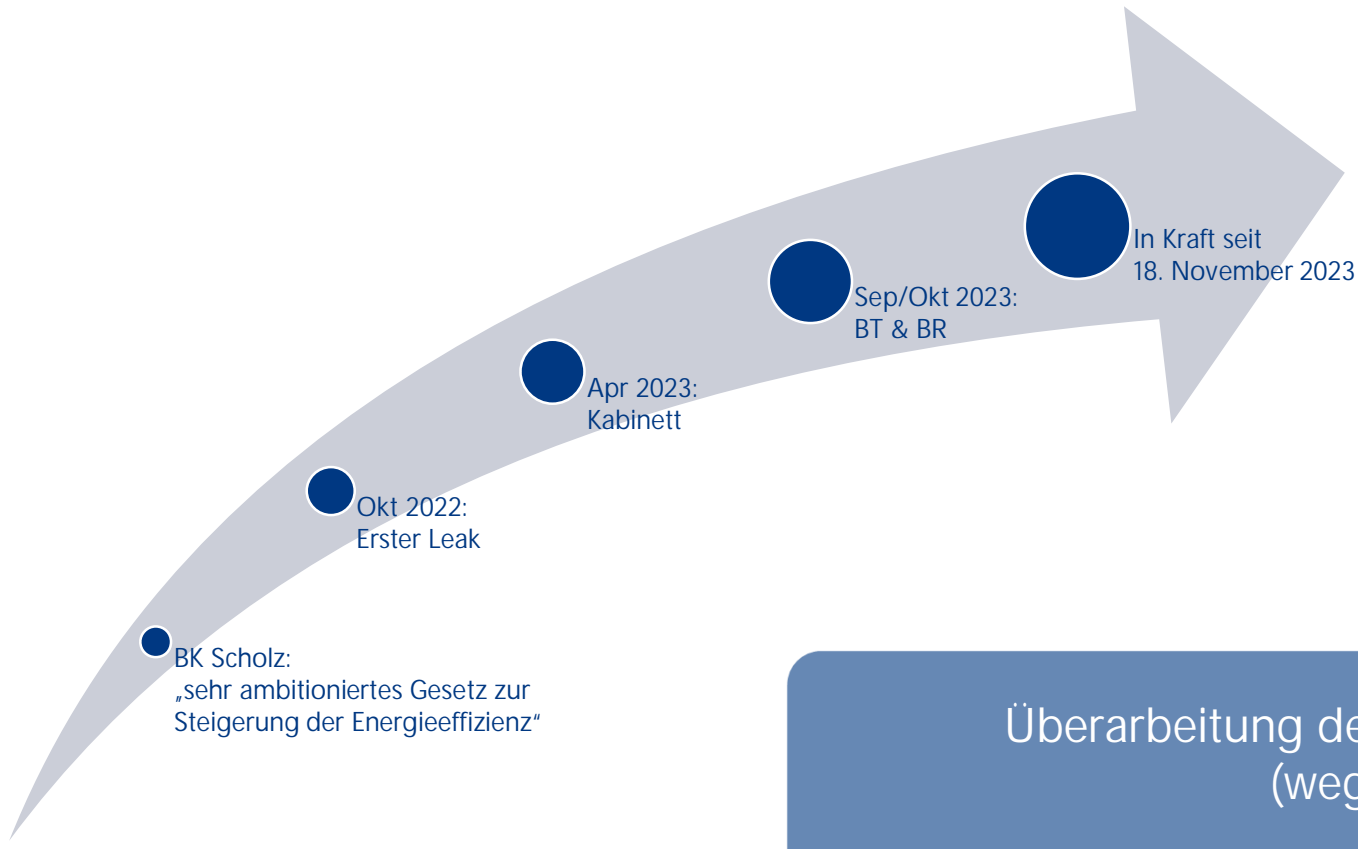 In Kraft seit
18. November 2023
Sep/Okt 2023:
BT & BR
Apr 2023:
Kabinett
Okt 2022:
Erster Leak
BK Scholz:
„sehr ambitioniertes Gesetz zur
Steigerung der Energieeffizienz“
Überarbeitung de
(weg